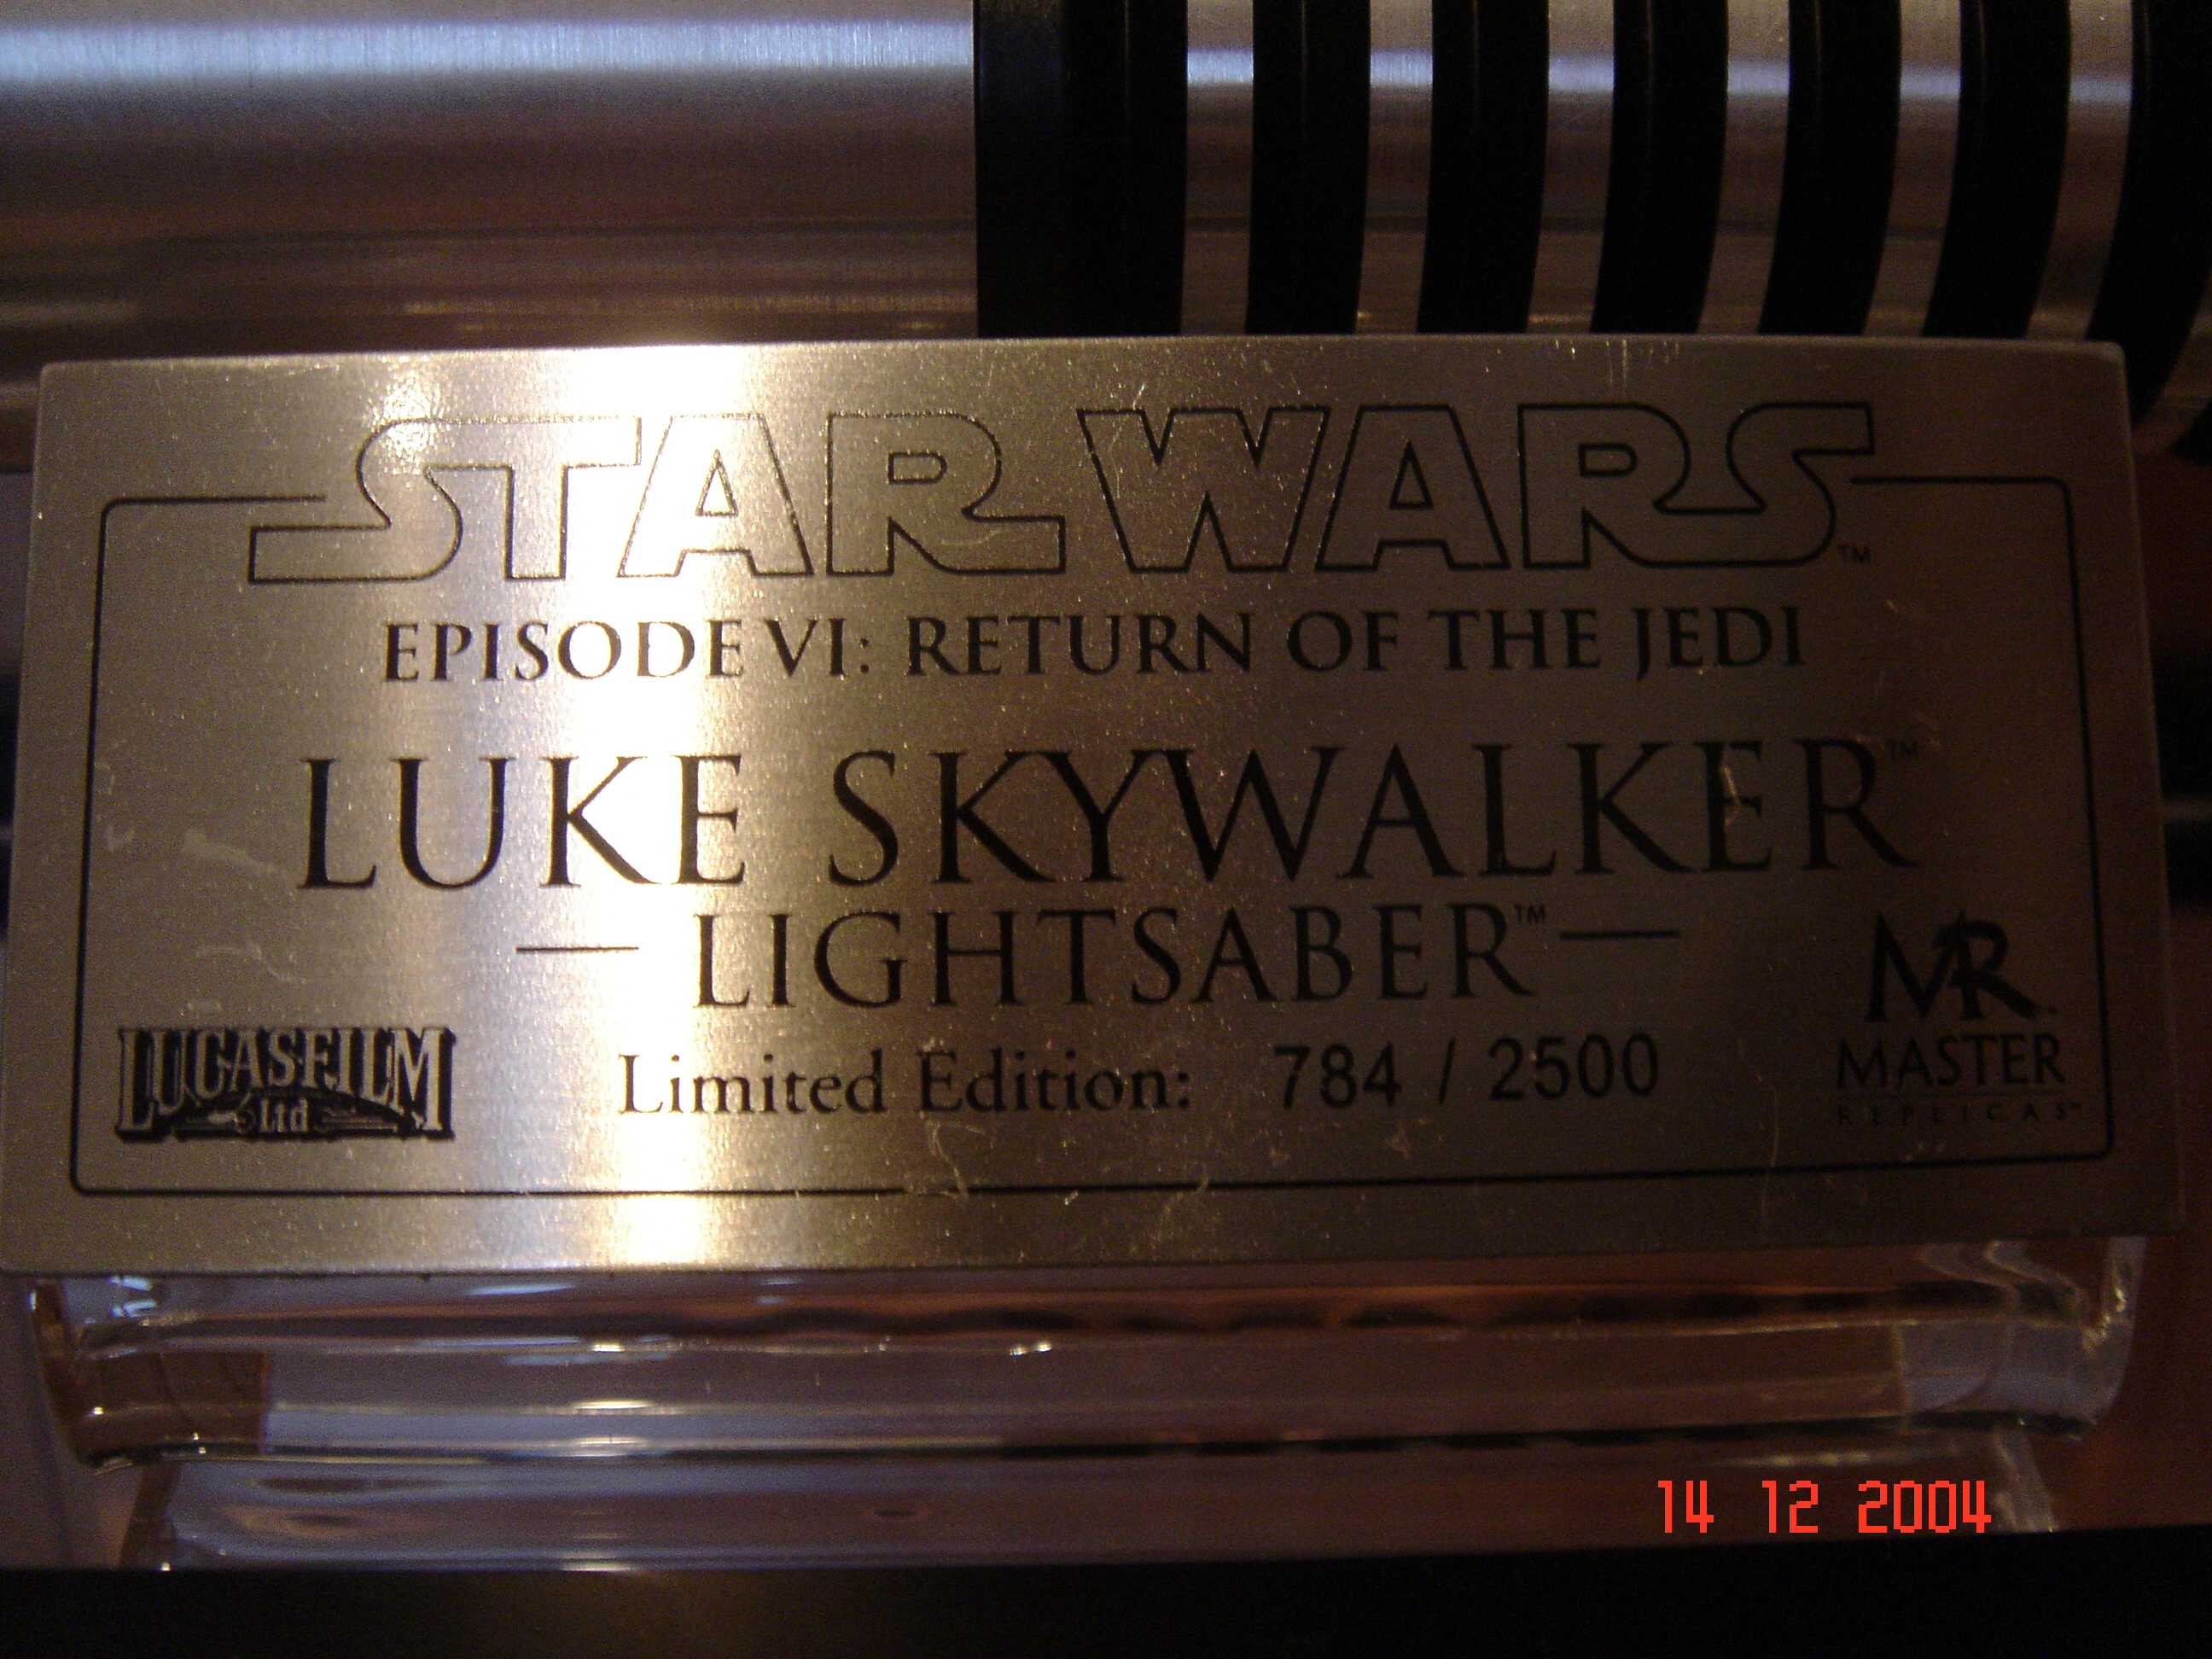 STAR WARS™
EPISODE VI: RETURN OF THE JEDI
LUKE SKYWALKER™
— LIGHTSABER™ —
LUCASFILM
Ltd
Limited Edition: 784 / 2500
MR
MASTER
REPLICAS™
14 12 2004